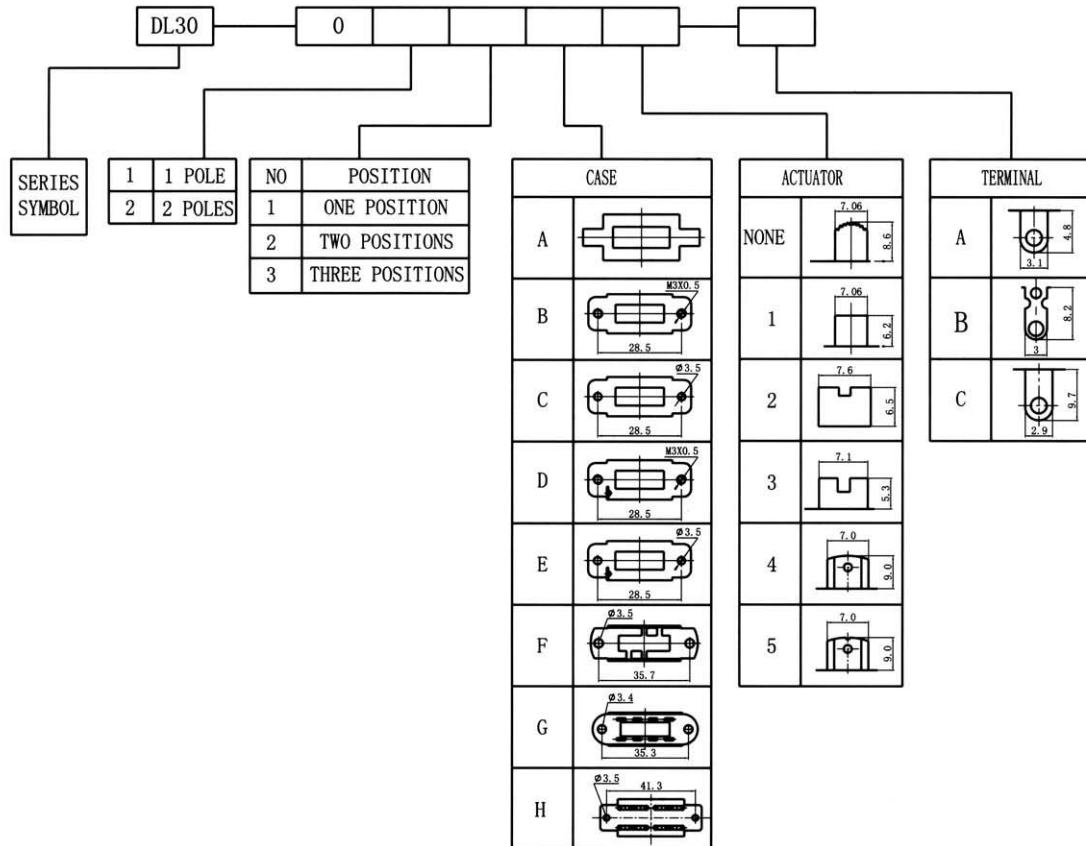 DL30 0
SERIES
SYMBOL
1 1 POLE
2 2 POLES
NO POSITION
1 ONE POSITION
2 TWO POSITIONS
3 THREE POSITIONS
CASE
A
B M3X0.5 28.5
C Ø3.5 28.5
D M3X0.5 28.5
E Ø3.5 28.5
F Ø3.5 35.7
G Ø3.4 35.3
H Ø3.5 41.3
ACTUATOR
NONE 7.06 8.6
1 7.06 6.2
2 7.6 6.5
3 7.1 5.3
4 7.0 9.0
5 7.0 9.0
TERMINAL
A 4.8 3.1
B 8.2 3
C 9.7 2.9